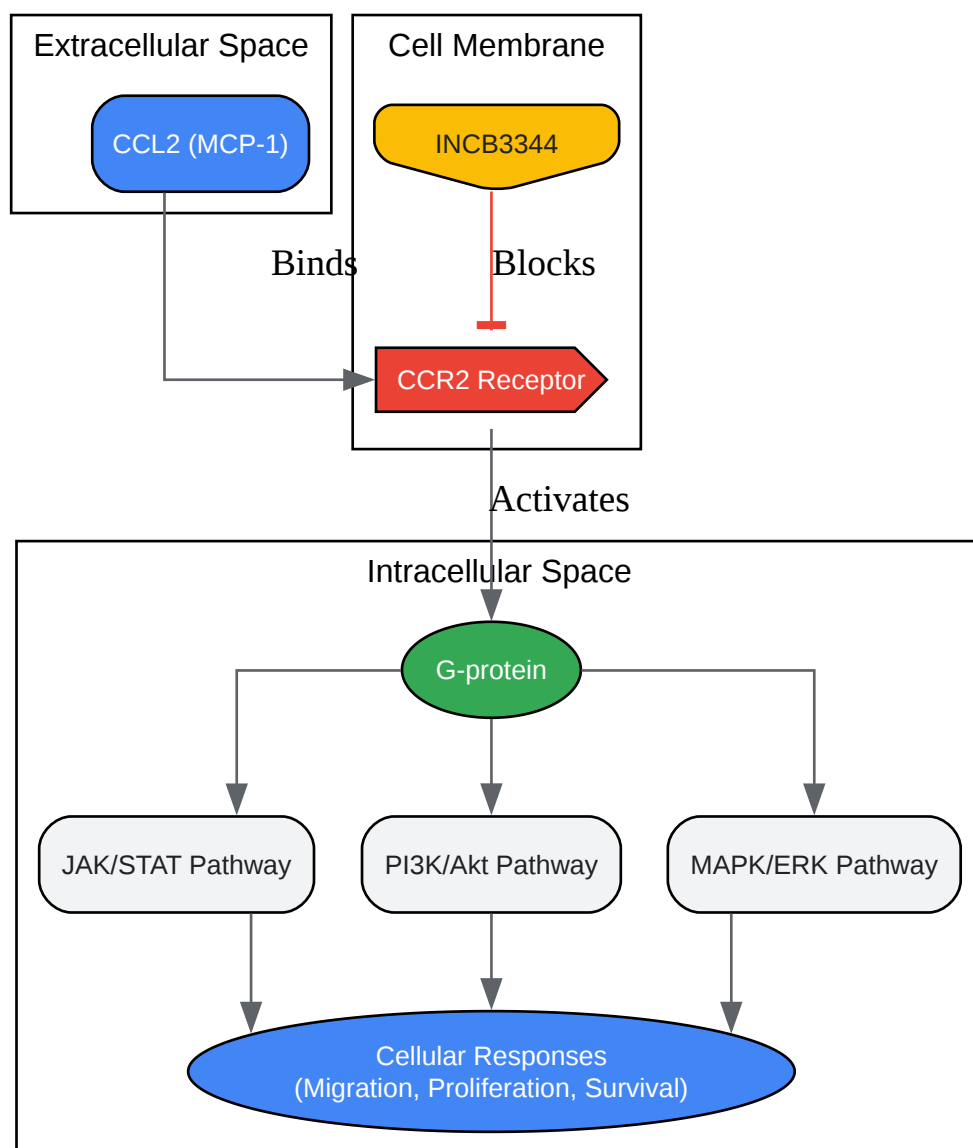 Extracellular Space
Cell Membrane
CCL2 (MCP-1)
INCB3344
Binds
Blocks
CCR2 Receptor
Activates
Intracellular Space
G-protein
JAK/STAT Pathway
PI3K/Akt Pathway
MAPK/ERK Pathway
Cellular Responses
(Migration, Proliferation, Survival)